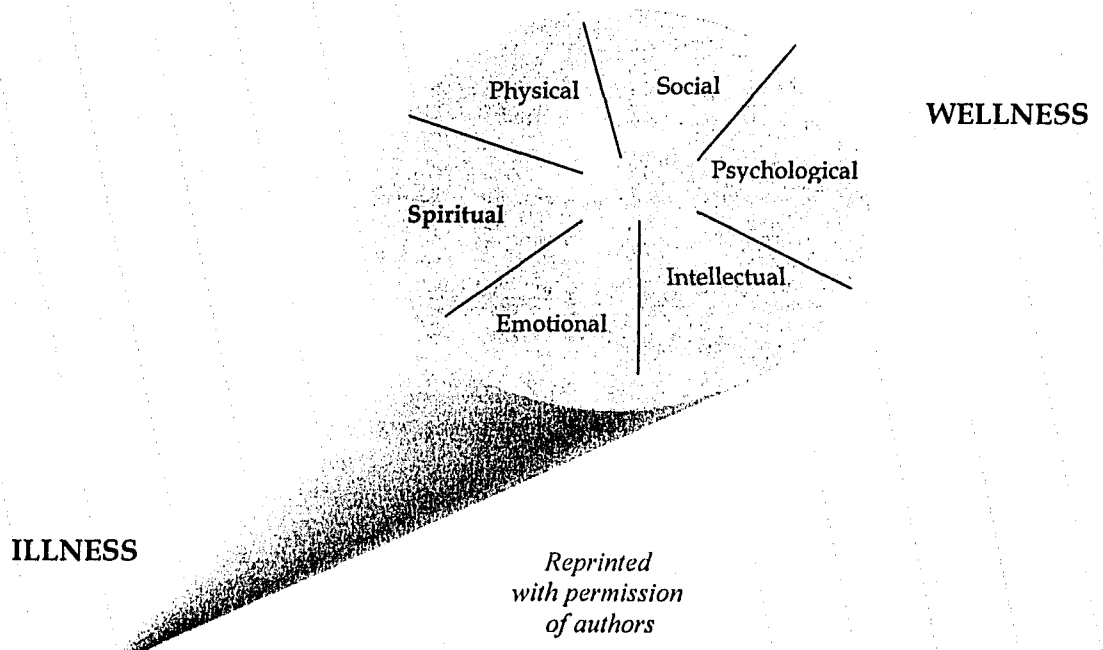 Physical
Social
WELLNESS
Psychological
Spiritual
Intellectual
Emotional
ILLNESS
Reprinted
with permission
of authors